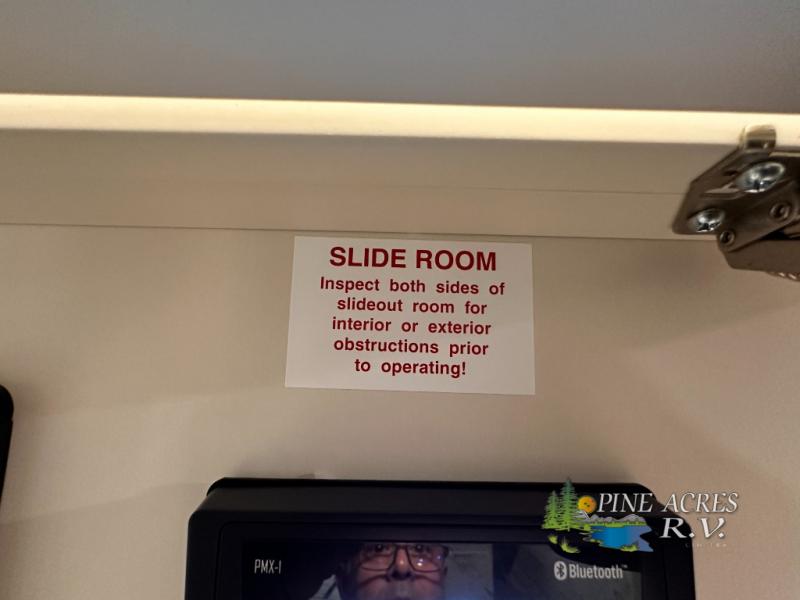 SLIDE ROOM
Inspect both sides of
slideout room for
interior or exterior
obstructions prior
to operating!
PINE ACRES
R.V.
PMX-I
Bluetooth™